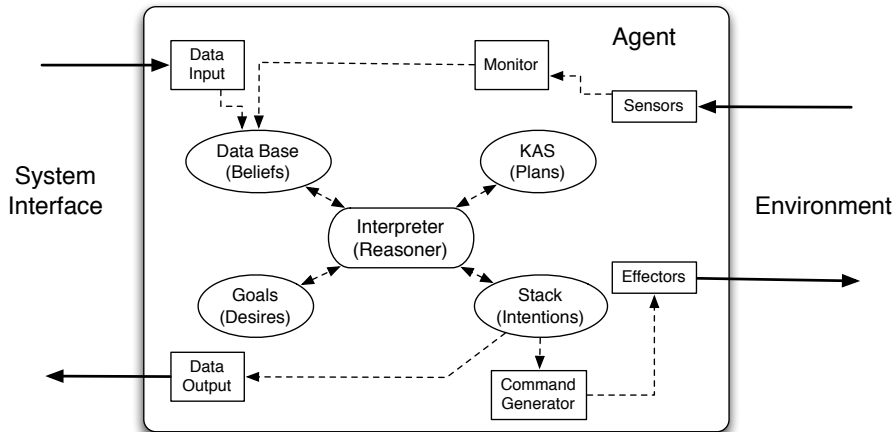 Agent
Data
Input
Monitor
Sensors
Data Base
(Beliefs)
KAS
(Plans)
System
Interface
Environment
Interpreter
(Reasoner)
Goals
(Desires)
Stack
(Intentions)
Effectors
Data
Output
Command
Generator